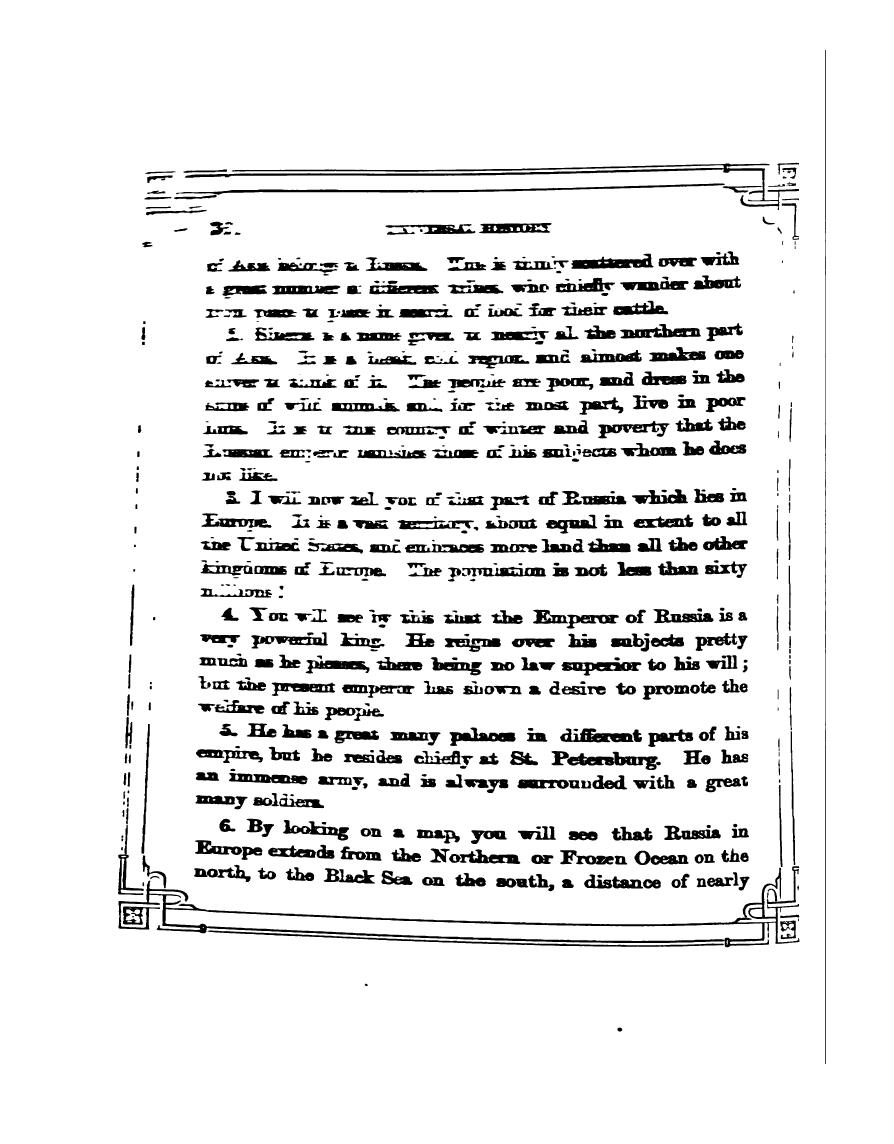 UNIVERSAL HISTORY
of Asia belongs to Russia. This is thinly scattered over with
a great number of different tribes, who chiefly wander about
from place to place in search of food for their cattle.
2. Siberia is a name given to nearly all the northern part
of Asia. It is a bleak, cold region, and almost makes one
shiver to think of it. The people are poor, and dress in the
skins of wild animals, and, for the most part, live in poor
huts. It is to this country of winter and poverty that the
Russian emperor banishes those of his subjects whom he does
not like.
3. I will now tell you of that part of Russia which lies in
Europe. It is a vast territory, about equal in extent to all
the United States, and embraces more land than all the other
kingdoms of Europe. The population is not less than sixty
millions!
4. You will see by this that the Emperor of Russia is a
very powerful king. He reigns over his subjects pretty
much as he pleases, there being no law superior to his will;
but the present emperor has shown a desire to promote the
welfare of his people.
5. He has a great many palaces in different parts of his
empire, but he resides chiefly at St. Petersburg. He has
an immense army, and is always surrounded with a great
many soldiers.
6. By looking on a map, you will see that Russia in
Europe extends from the Northern or Frozen Ocean on the
north, to the Black Sea on the south, a distance of nearly